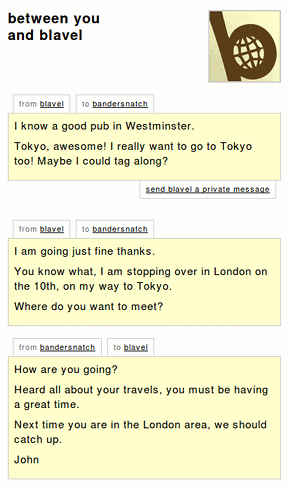 between you
and blavel
b
from blavel to bandersnatch
I know a good pub in Westminster.
Tokyo, awesome! I really want to go to Tokyo
too! Maybe I could tag along?
send blavel a private message
from blavel to bandersnatch
I am going just fine thanks.
You know what, I am stopping over in London on
the 10th, on my way to Tokyo.
Where do you want to meet?
from bandersnatch to blavel
How are you going?
Heard all about your travels, you must be having
a great time.
Next time you are in the London area, we should
catch up.
John